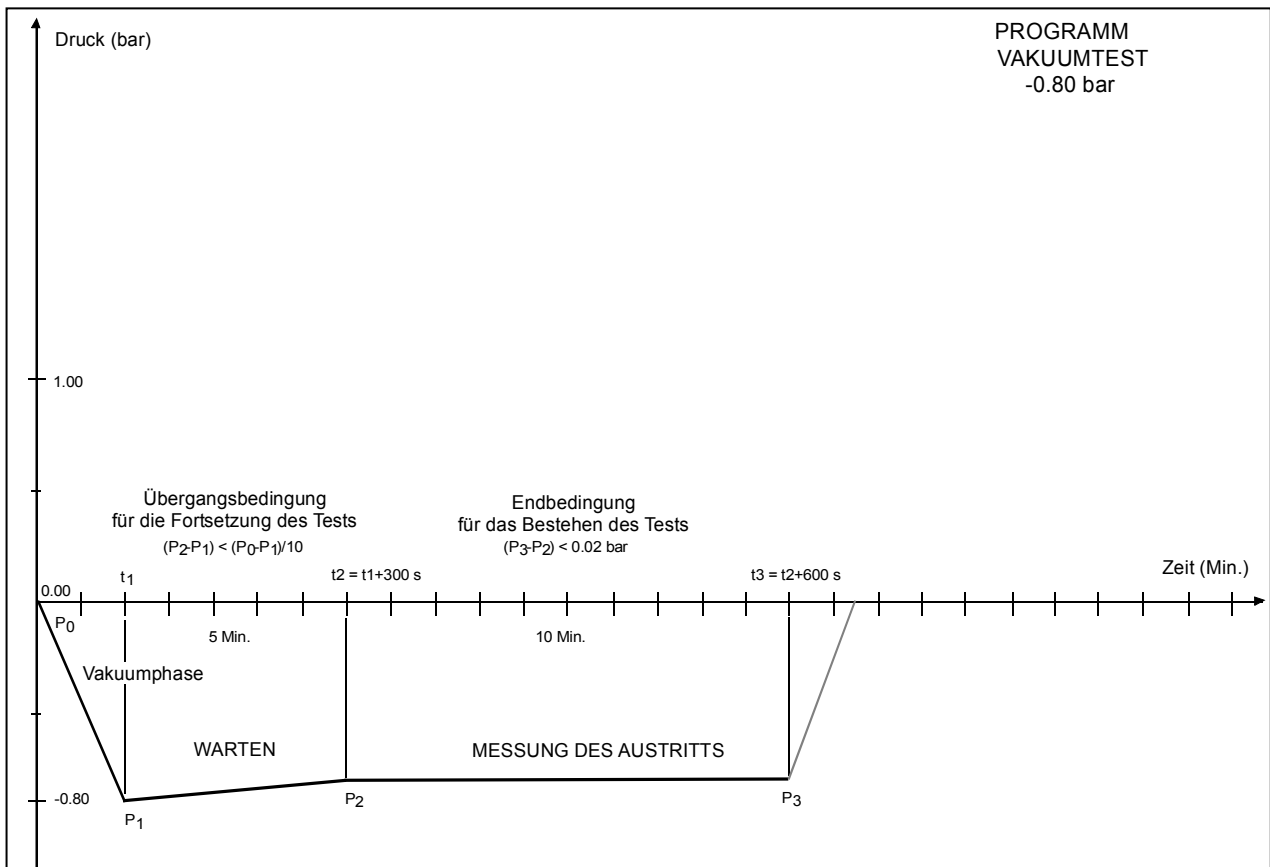 PROGRAMM
VAKUUMTEST
-0.80 bar
Druck (bar)
1.00
Übergangsbedingung
für die Fortsetzung des Tests
(P2-P1) < (P0-P1)/10
Endbedingung
für das Bestehen des Tests
(P3-P2) < 0.02 bar
t1
t2 = t1+300 s
t3 = t2+600 s
Zeit (Min.)
0.00
P0
5 Min.
10 Min.
Vakuumphase
WARTEN
MESSUNG DES AUSTRITTS
-0.80
P1
P2
P3